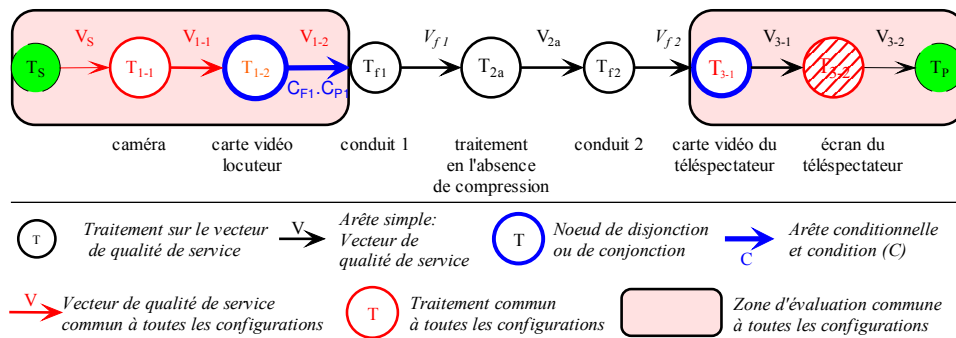 V_S V_1-1 V_1-2 V_f1 V_2a V_f2 V_3-1 V_3-2
T_S T_1-1 T_1-2 T_f1 T_2a T_f2 T_3-1 T_3-2 T_P
C_F1.C_P1
caméra carte vidéo conduit 1 traitement conduit 2 carte vidéo du écran du
locuteur en l'absence téléspectateur téléspectateur
de compression
T Traitement sur le vecteur
de qualité de service
V Arête simple:
Vecteur de
qualité de service
T Noeud de disjonction
ou de conjonction
C Arête conditionnelle
et condition (C)
V Vecteur de qualité de service
commun à toutes les configurations
T Traitement commun
à toutes les configurations
Zone d'évaluation commune
à toutes les configurations